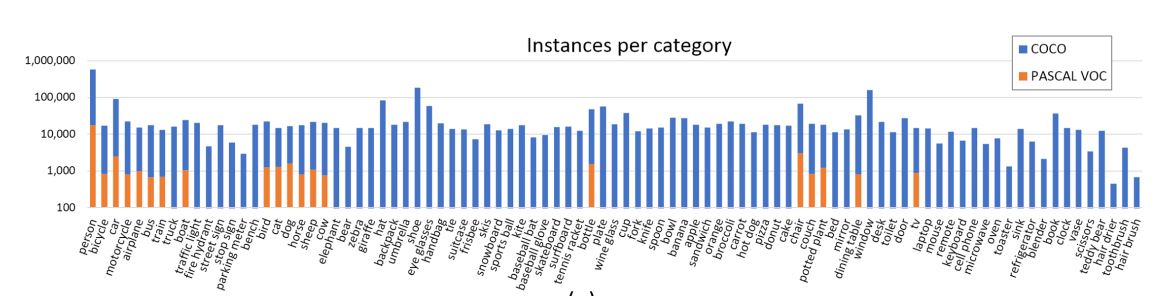 Instances per category
COCO
PASCAL VOC
1,000,000
100,000
10,000
1,000
100
person
bicycle
car
motorcycle
airplane
bus
train
truck
boat
traffic light
fire hydrant
street sign
stop sign
parking meter
bench
bird
cat
dog
horse
sheep
cow
elephant
bear
zebra
giraffe
hat
backpack
umbrella
shoe
eye glasses
handbag
tie
suitcase
frisbee
skis
snowboard
sports ball
kite
baseball bat
baseball glove
skateboard
surfboard
tennis racket
bottle
plate
wine glass
cup
fork
knife
spoon
bowl
banana
apple
sandwich
orange
broccoli
carrot
hot dog
pizza
donut
cake
chair
couch
potted plant
bed
mirror
dining table
window
desk
toilet
door
tv
laptop
mouse
remote
keyboard
cell phone
microwave
oven
toaster
sink
refrigerator
blender
book
clock
vase
scissors
teddy bear
hair drier
toothbrush
hair brush